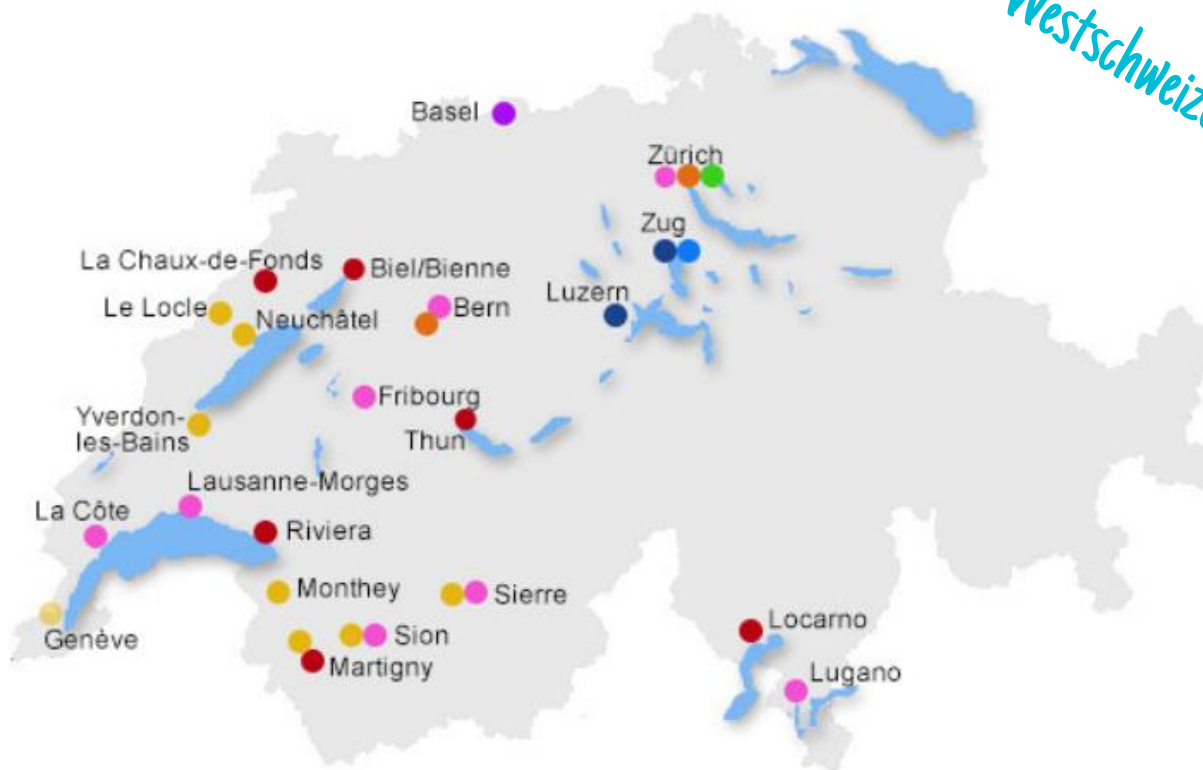 Westschweize
Basel
Zürich
Zug
La Chaux-de-Fonds
Biel/Bienne
Luzern
Le Locle
Bern
Neuchâtel
Fribourg
Yverdon-
les-Bains
Thun
Lausanne-Morges
La Côte
Riviera
Monthey
Sierre
Genève
Sion
Martigny
Locarno
Lugano